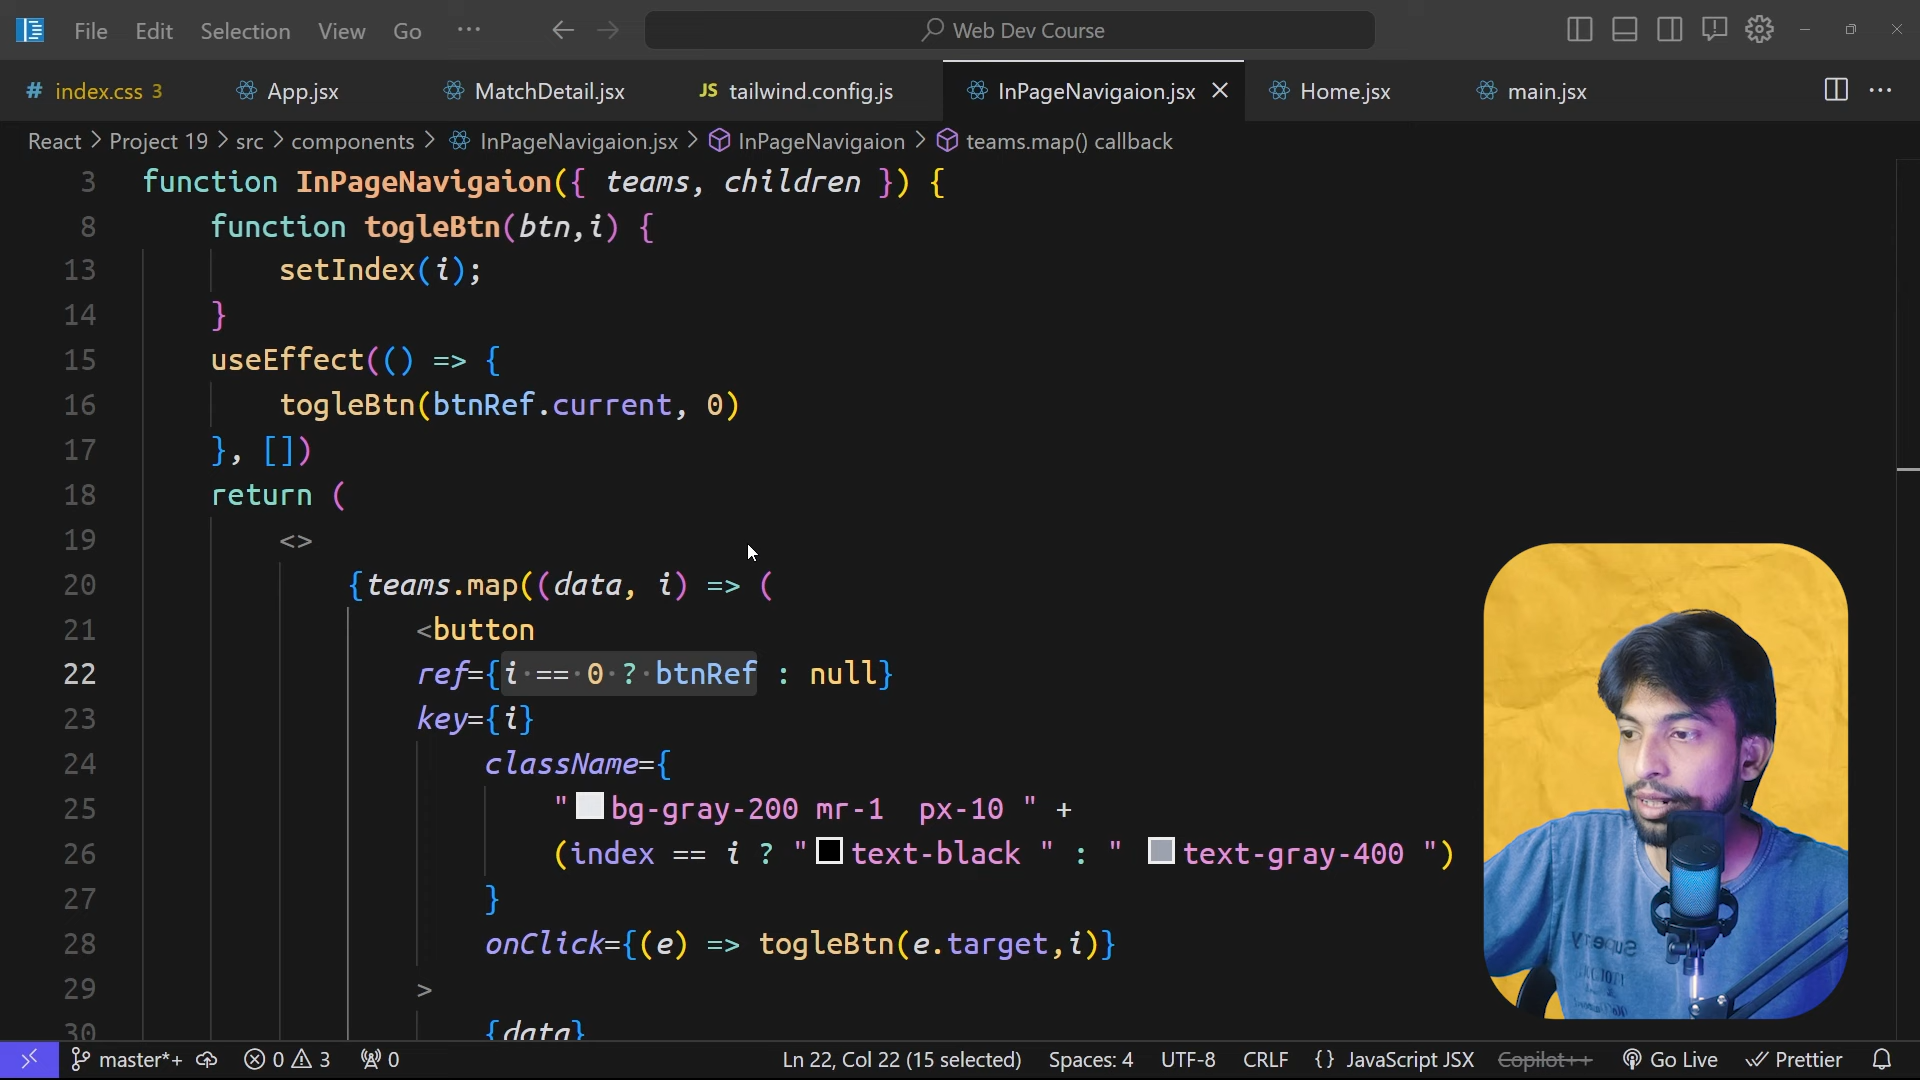 File Edit Selection View Go ··· Web Dev Course
# index.css 3 App.jsx MatchDetail.jsx JS tailwind.config.js InPageNavigaion.jsx Home.jsx main.jsx
React > Project 19 > src > components > InPageNavigaion.jsx > InPageNavigaion > teams.map() callback
3 function InPageNavigaion({ teams, children }) {
8 function togleBtn(btn,i) {
13 setIndex(i);
14 }
15 useEffect(() => {
16 togleBtn(btnRef.current, 0)
17 }, [])
18 return (
19 <>
20 {teams.map((data, i) => (
21 <button
22 ref={i == 0 ? btnRef : null}
23 key={i}
24 className={
25 "bg-gray-200 mr-1 px-10 " +
26 (index == i ? "text-black " : " text-gray-400 ")
27 }
28 onClick={(e) => togleBtn(e.target,i)}
29 >
30 {data}
master*+ 0 3 0 Ln 22, Col 22 (15 selected) Spaces: 4 UTF-8 CRLF {} JavaScript JSX Copilot++ Go Live Prettier